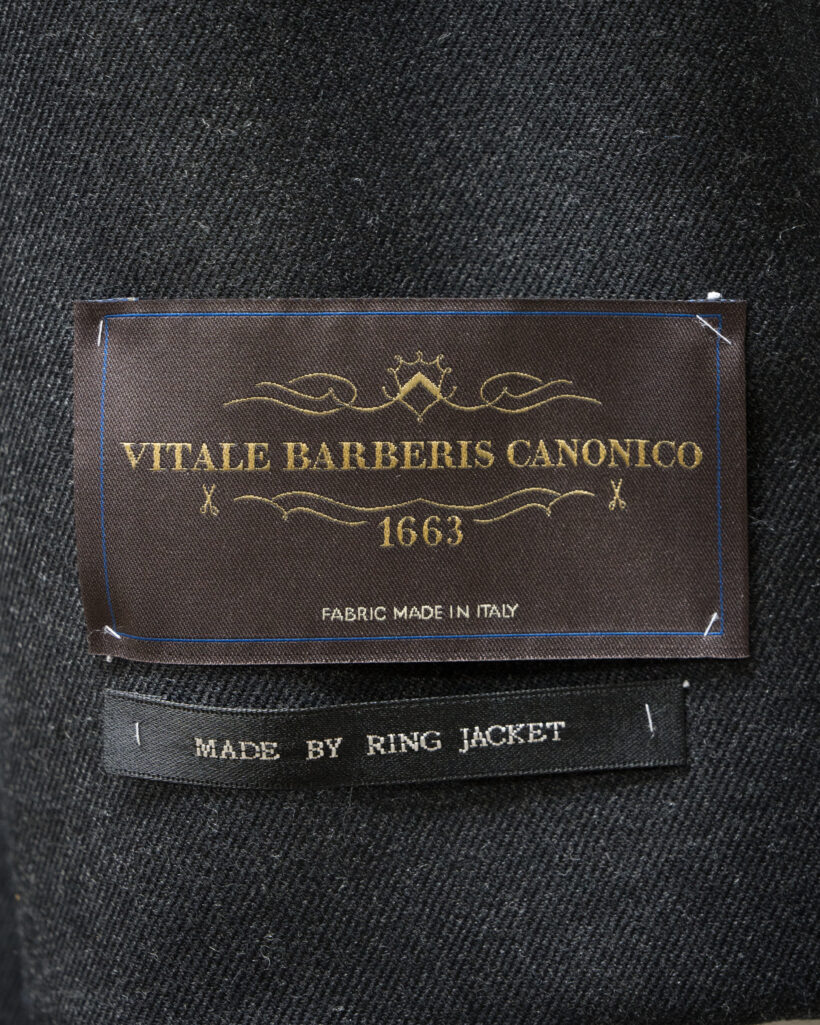 VITALE BARBERIS CANONICO
1663
FABRIC MADE IN ITALY
MADE BY RING JACKET